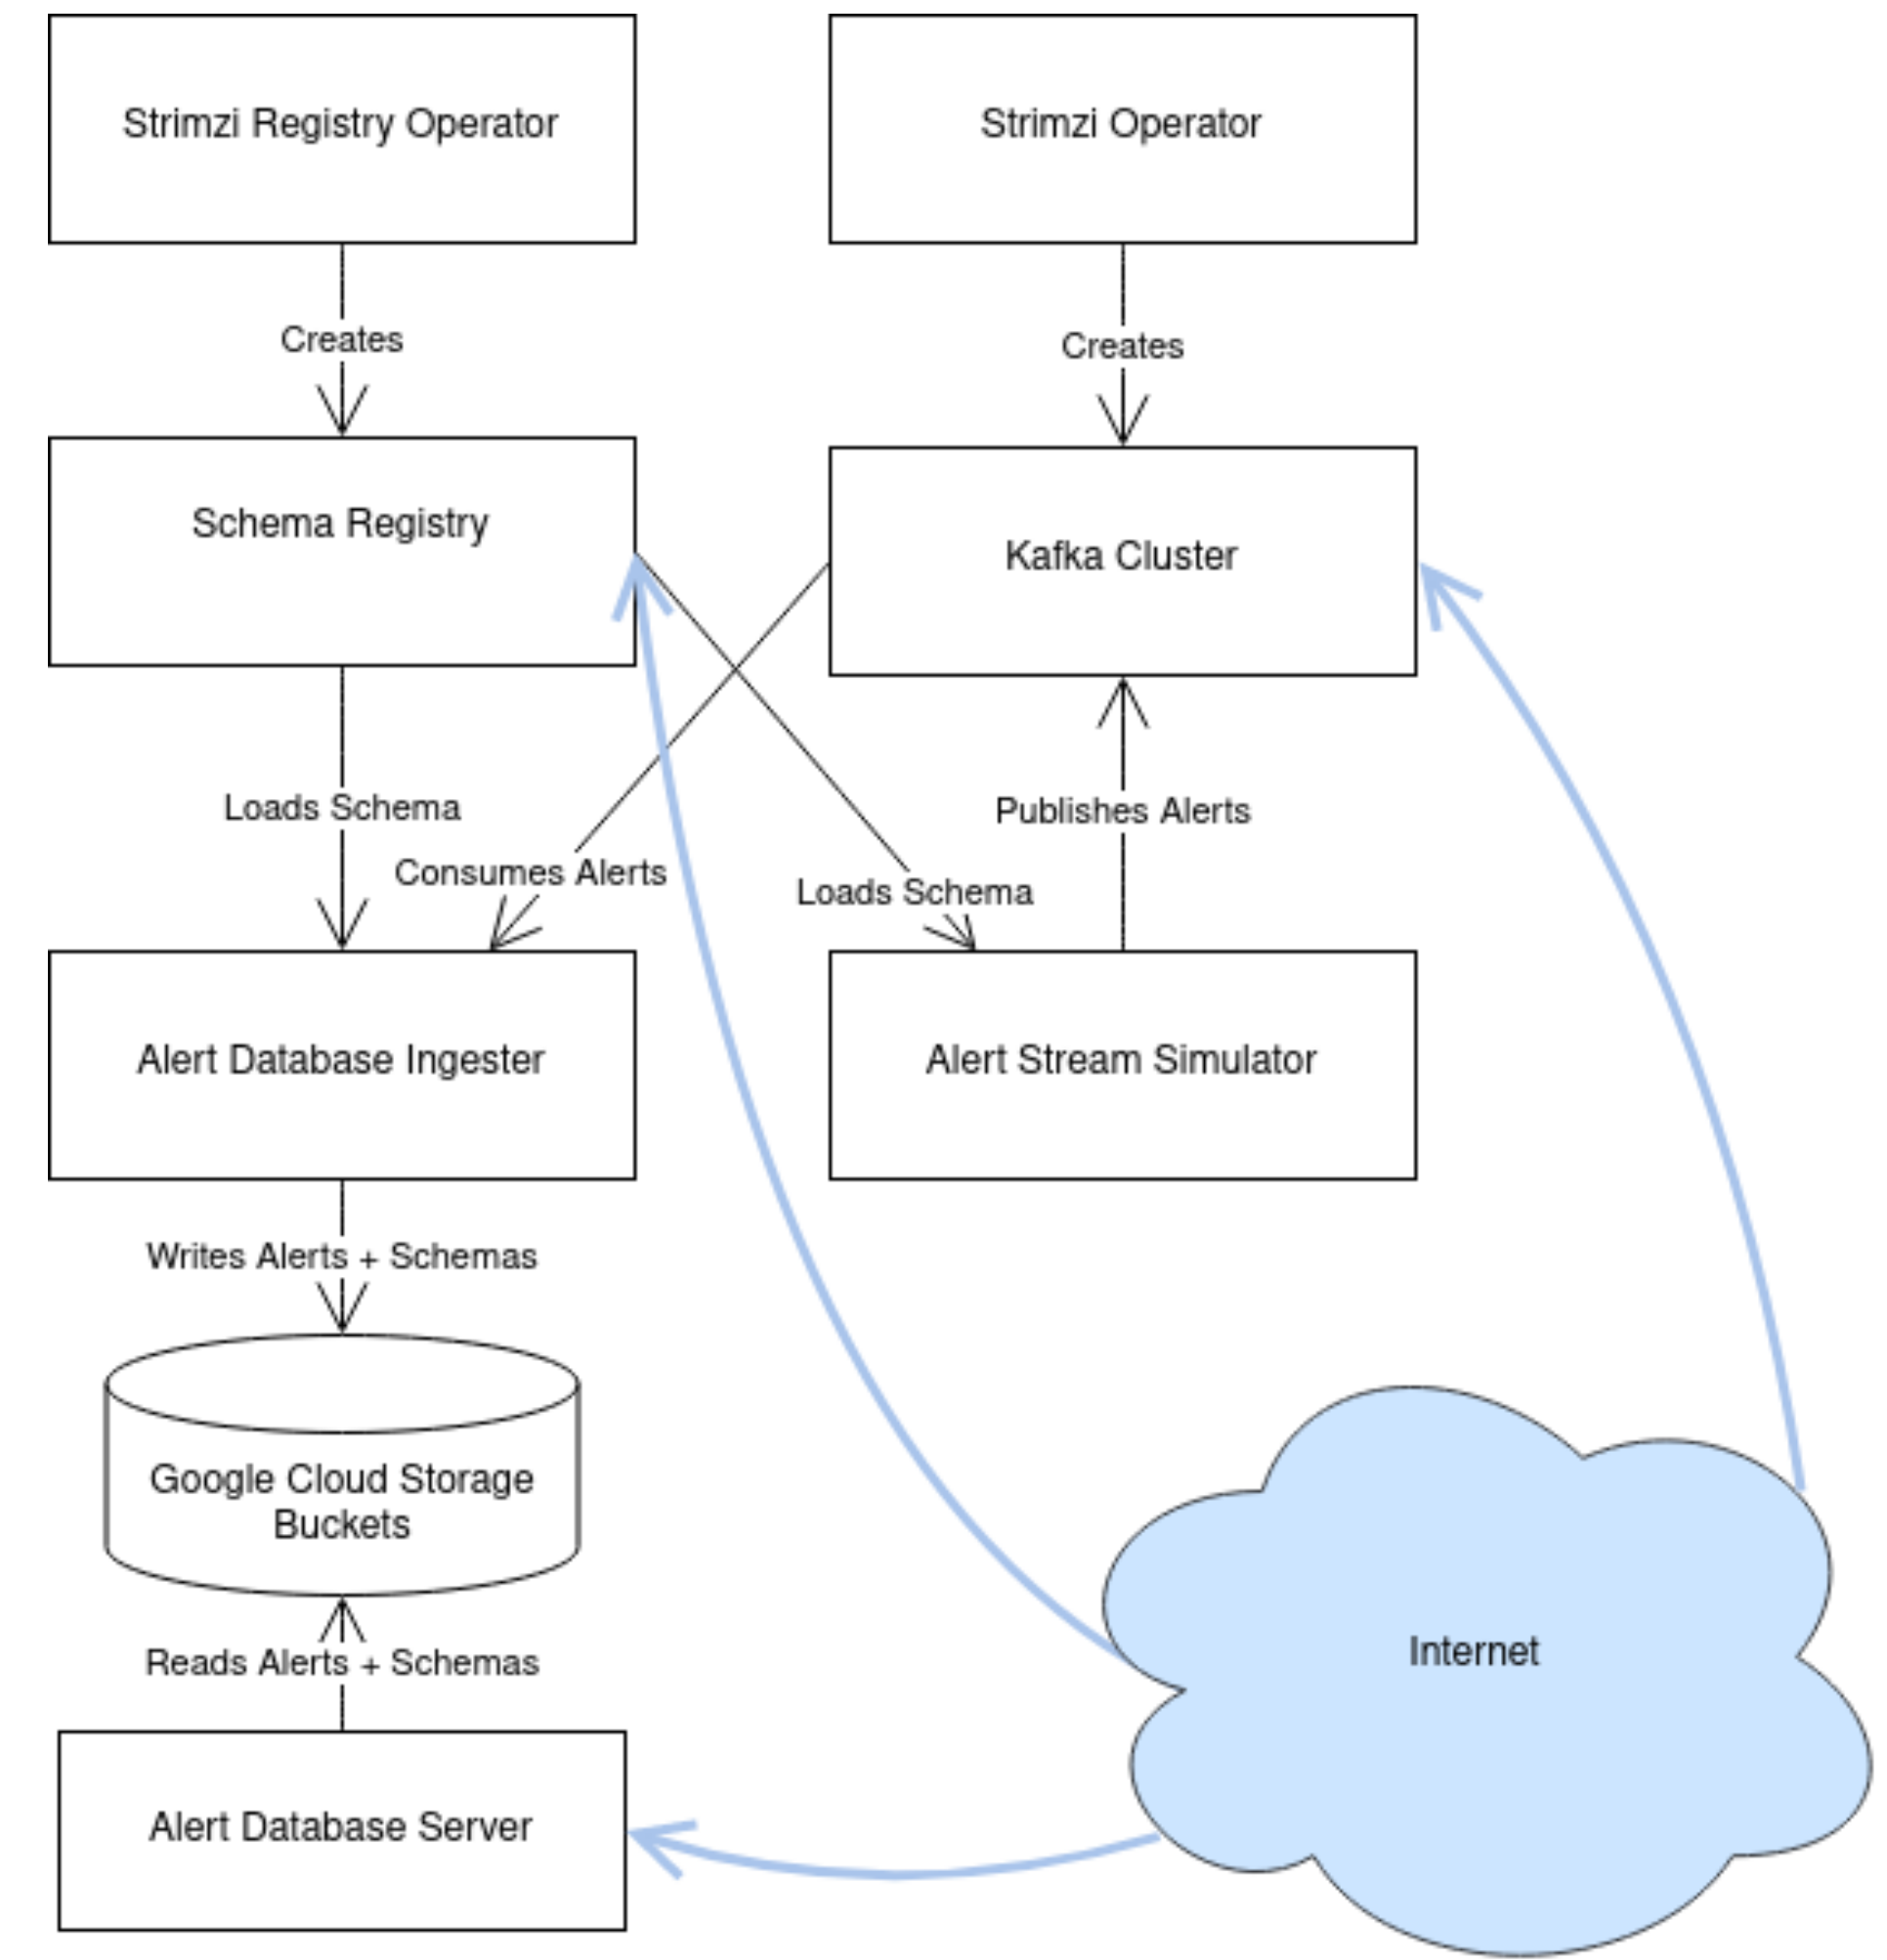 Strimzi Registry Operator
Strimzi Operator
Creates
Creates
Schema Registry
Kafka Cluster
Loads Schema
Publishes Alerts
Consumes Alerts
Loads Schema
Alert Database Ingester
Alert Stream Simulator
Writes Alerts + Schemas
Google Cloud Storage
Buckets
Reads Alerts + Schemas
Internet
Alert Database Server